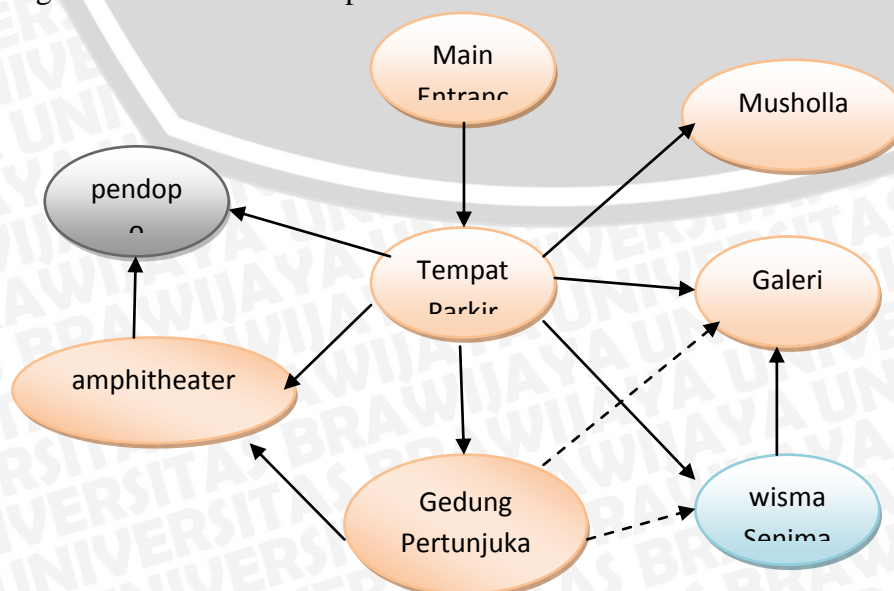 Main
Entranc
Musholla
pendop
o
Tempat
Parkir
Galeri
amphitheater
Gedung
Pertunjuka
wisma
Senima